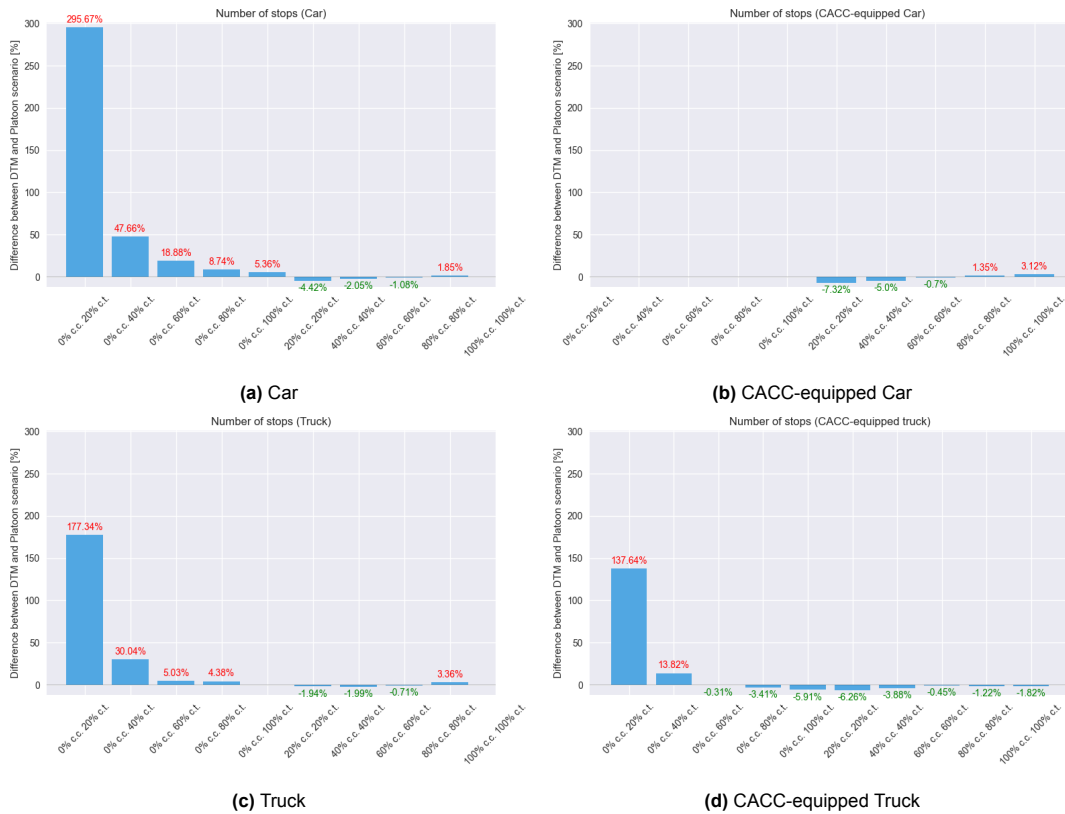 Number of stops (Car)
Difference between DTM and Platoon scenario [%]
300
250
200
150
100
50
0
295.67%
47.66%
18.88%
8.74%
5.36%
-4.42%
-2.05%
-1.08%
1.85%
0% c.c. 20% c.t.
0% c.c. 40% c.t.
0% c.c. 60% c.t.
0% c.c. 80% c.t.
0% c.c. 100% c.t.
20% c.c. 20% c.t.
40% c.c. 40% c.t.
60% c.c. 60% c.t.
80% c.c. 80% c.t.
100% c.c. 100% c.t.
(a) Car
Number of stops (CACC-equipped Car)
Difference between DTM and Platoon scenario [%]
300
250
200
150
100
50
0
-7.32%
-5.0%
-0.7%
1.35%
3.12%
0% c.c. 20% c.t.
0% c.c. 40% c.t.
0% c.c. 60% c.t.
0% c.c. 80% c.t.
0% c.c. 100% c.t.
20% c.c. 20% c.t.
40% c.c. 40% c.t.
60% c.c. 60% c.t.
80% c.c. 80% c.t.
100% c.c. 100% c.t.
(b) CACC-equipped Car
Number of stops (Truck)
Difference between DTM and Platoon scenario [%]
300
250
200
150
100
50
0
177.34%
30.04%
5.03%
4.38%
-1.94%
-1.99%
-0.71%
3.36%
0% c.c. 20% c.t.
0% c.c. 40% c.t.
0% c.c. 60% c.t.
0% c.c. 80% c.t.
0% c.c. 100% c.t.
20% c.c. 20% c.t.
40% c.c. 40% c.t.
60% c.c. 60% c.t.
80% c.c. 80% c.t.
100% c.c. 100% c.t.
(c) Truck
Number of stops (CACC-equipped truck)
Difference between DTM and Platoon scenario [%]
300
250
200
150
100
50
0
137.64%
13.82%
-0.31%
-3.41%
-5.91%
-6.26%
-3.88%
-0.45%
-1.22%
-1.82%
0% c.c. 20% c.t.
0% c.c. 40% c.t.
0% c.c. 60% c.t.
0% c.c. 80% c.t.
0% c.c. 100% c.t.
20% c.c. 20% c.t.
40% c.c. 40% c.t.
60% c.c. 60% c.t.
80% c.c. 80% c.t.
100% c.c. 100% c.t.
(d) CACC-equipped Truck